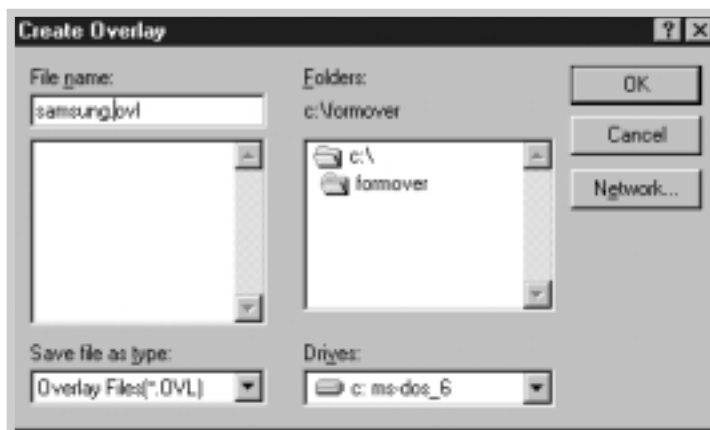 Create Overlay
File name:
samsung.ovl
Folders:
c:\formover
c:\
formover
OK
Cancel
Network...
Save file as type:
Overlay Files(*.OVL)
Drives:
c: ms-dos_6